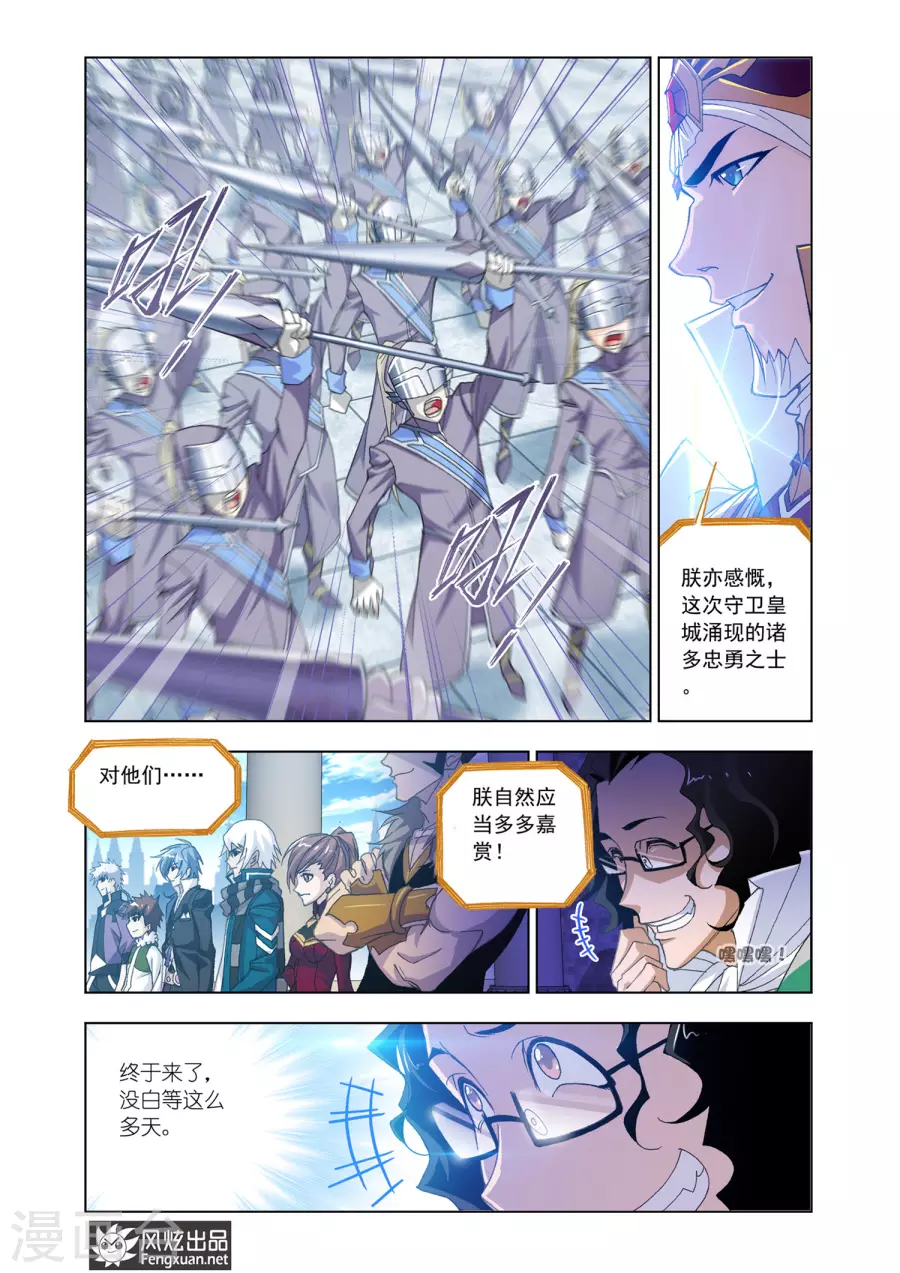 吼!
吼!
朕亦感慨，
这次守卫皇
城涌现的诸
多忠勇之士
。
对他们……
朕自然应
当多多嘉
赏！
嘿嘿嘿！
终于来了，
没白等这么
多天。
漫画台
风炫出品
Fengxuan.net